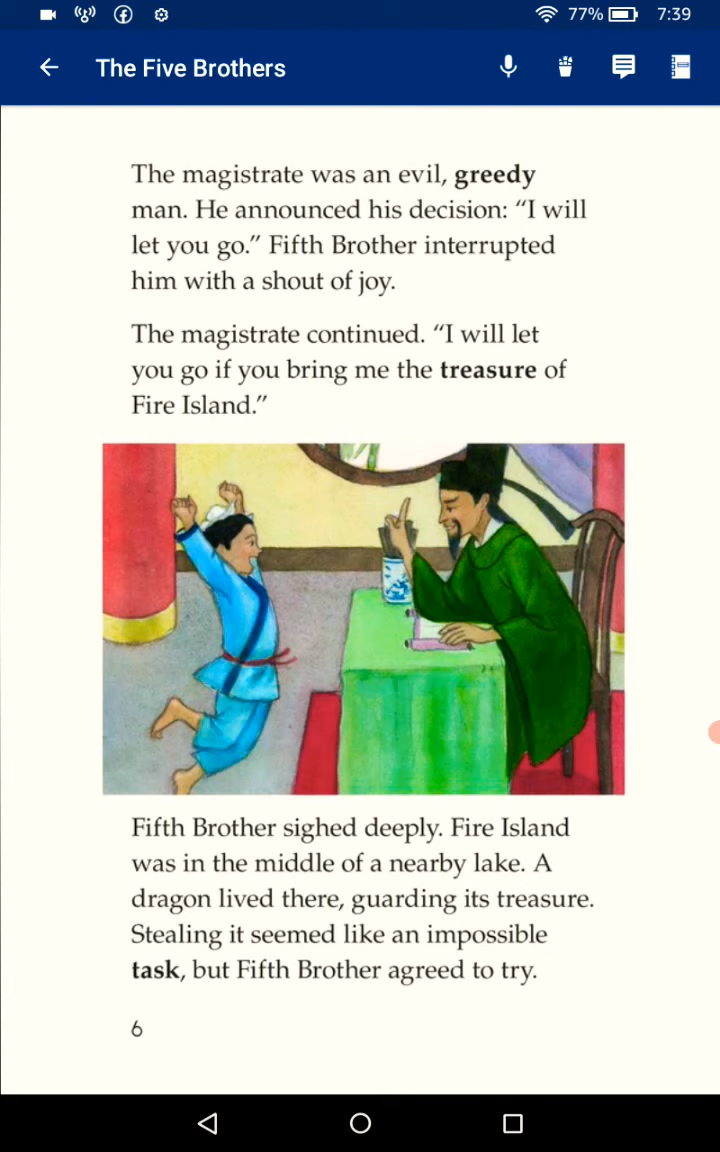 77% 7:39
The Five Brothers
The magistrate was an evil, greedy
man. He announced his decision: “I will
let you go.” Fifth Brother interrupted
him with a shout of joy.
The magistrate continued. “I will let
you go if you bring me the treasure of
Fire Island.”
Fifth Brother sighed deeply. Fire Island
was in the middle of a nearby lake. A
dragon lived there, guarding its treasure.
Stealing it seemed like an impossible
task, but Fifth Brother agreed to try.
6